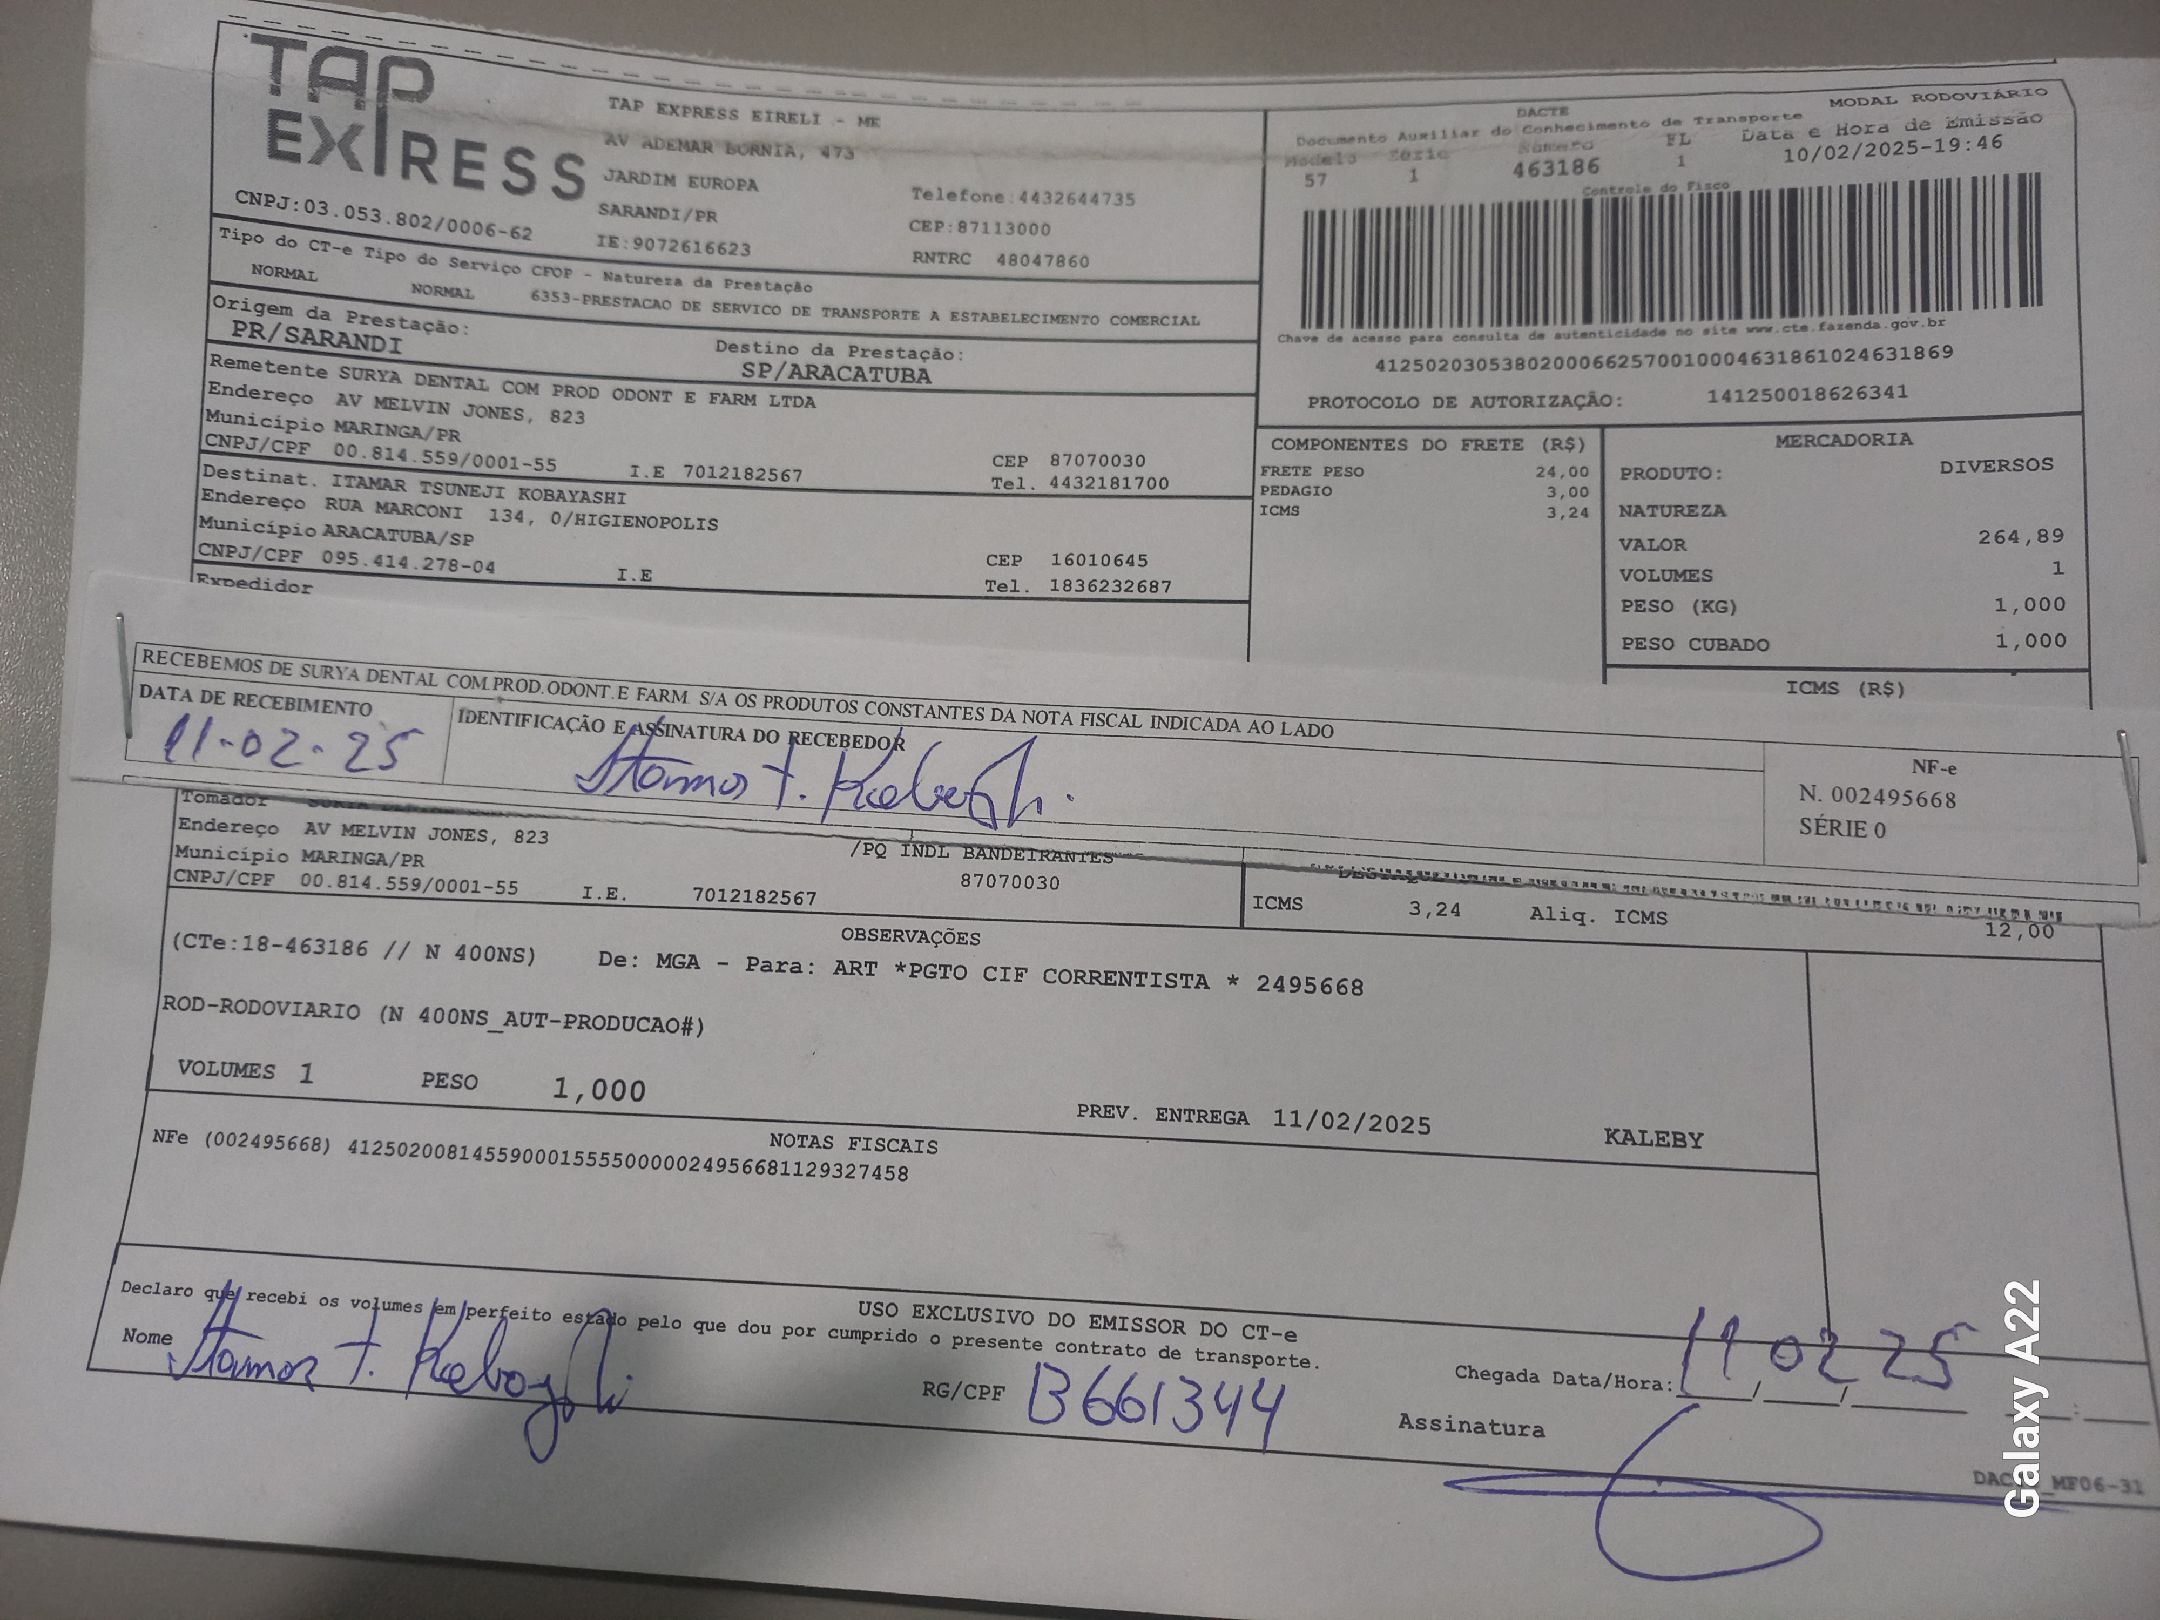 TAP
EXPRESS
TAP EXPRESS EIRELI - ME
AV ADEMAR BORNIA, 473
JARDIM EUROPA
SARANDI/PR
IE:9072616623
Telefone:4432644735
CEP:87113000
RNTRC 48047860
CNPJ:03.053.802/0006-62
DACTE
MODAL RODOVIÁRIO
Documento Auxiliar do Conhecimento de Transporte
Modelo Série Número FL Data e Hora de Emissão
57 1 463186 1 10/02/2025-19:46
Controle do Fisco
Chave de acesso para consulta de autenticidade no site www.cte.fazenda.gov.br
41250203053802000662570010004631861024631869
PROTOCOLO DE AUTORIZAÇÃO: 141250018626341
Tipo do CT-e Tipo do Serviço CFOP - Natureza da Prestação
NORMAL NORMAL 6353-PRESTACAO DE SERVICO DE TRANSPORTE A ESTABELECIMENTO COMERCIAL
Origem da Prestação: Destino da Prestação:
PR/SARANDI SP/ARACATUBA
Remetente SURYA DENTAL COM PROD ODONT E FARM LTDA
Endereço AV MELVIN JONES, 823
Município MARINGA/PR CEP 87070030
CNPJ/CPF 00.814.559/0001-55 I.E 7012182567 Tel. 4432181700
Destinat. ITAMAR TSUNEJI KOBAYASHI
Endereço RUA MARCONI 134, 0/HIGIENOPOLIS
Município ARACATUBA/SP CEP 16010645
CNPJ/CPF 095.414.278-04 I.E Tel. 1836232687
Expedidor
COMPONENTES DO FRETE (R$)
FRETE PESO 24,00
PEDAGIO 3,00
ICMS 3,24
MERCADORIA
PRODUTO: DIVERSOS
NATUREZA
VALOR 264,89
VOLUMES 1
PESO (KG) 1,000
PESO CUBADO 1,000
ICMS (R$)
RECEBEMOS DE SURYA DENTAL COM.PROD.ODONT.E FARM. S/A OS PRODUTOS CONSTANTES DA NOTA FISCAL INDICADA AO LADO
DATA DE RECEBIMENTO IDENTIFICAÇÃO E ASSINATURA DO RECEBEDOR
11-02-25 Itamar T. Kobayashi
NF-e
N. 002495668
SÉRIE 0
Tomador
Endereço AV MELVIN JONES, 823 /PQ INDL BANDEIRANTES
Município MARINGA/PR 87070030
CNPJ/CPF 00.814.559/0001-55 I.E. 7012182567
ICMS 3,24 Aliq. ICMS 12,00
OBSERVAÇÕES
(CTe:18-463186 // N 400NS) De: MGA - Para: ART *PGTO CIF CORRENTISTA * 2495668
ROD-RODOVIARIO (N 400NS_AUT-PRODUCAO#)
VOLUMES 1 PESO 1,000 PREV. ENTREGA 11/02/2025 KALEBY
NOTAS FISCAIS
NFe (002495668) 41250200814559000155550000024956681129327458
USO EXCLUSIVO DO EMISSOR DO CT-e
Declaro que recebi os volumes em perfeito estado pelo que dou por cumprido o presente contrato de transporte.
Nome Itamar T. Kobayashi RG/CPF 13661344 Chegada Data/Hora: 11/02/25 :
Assinatura
MF06-31
Galaxy A22